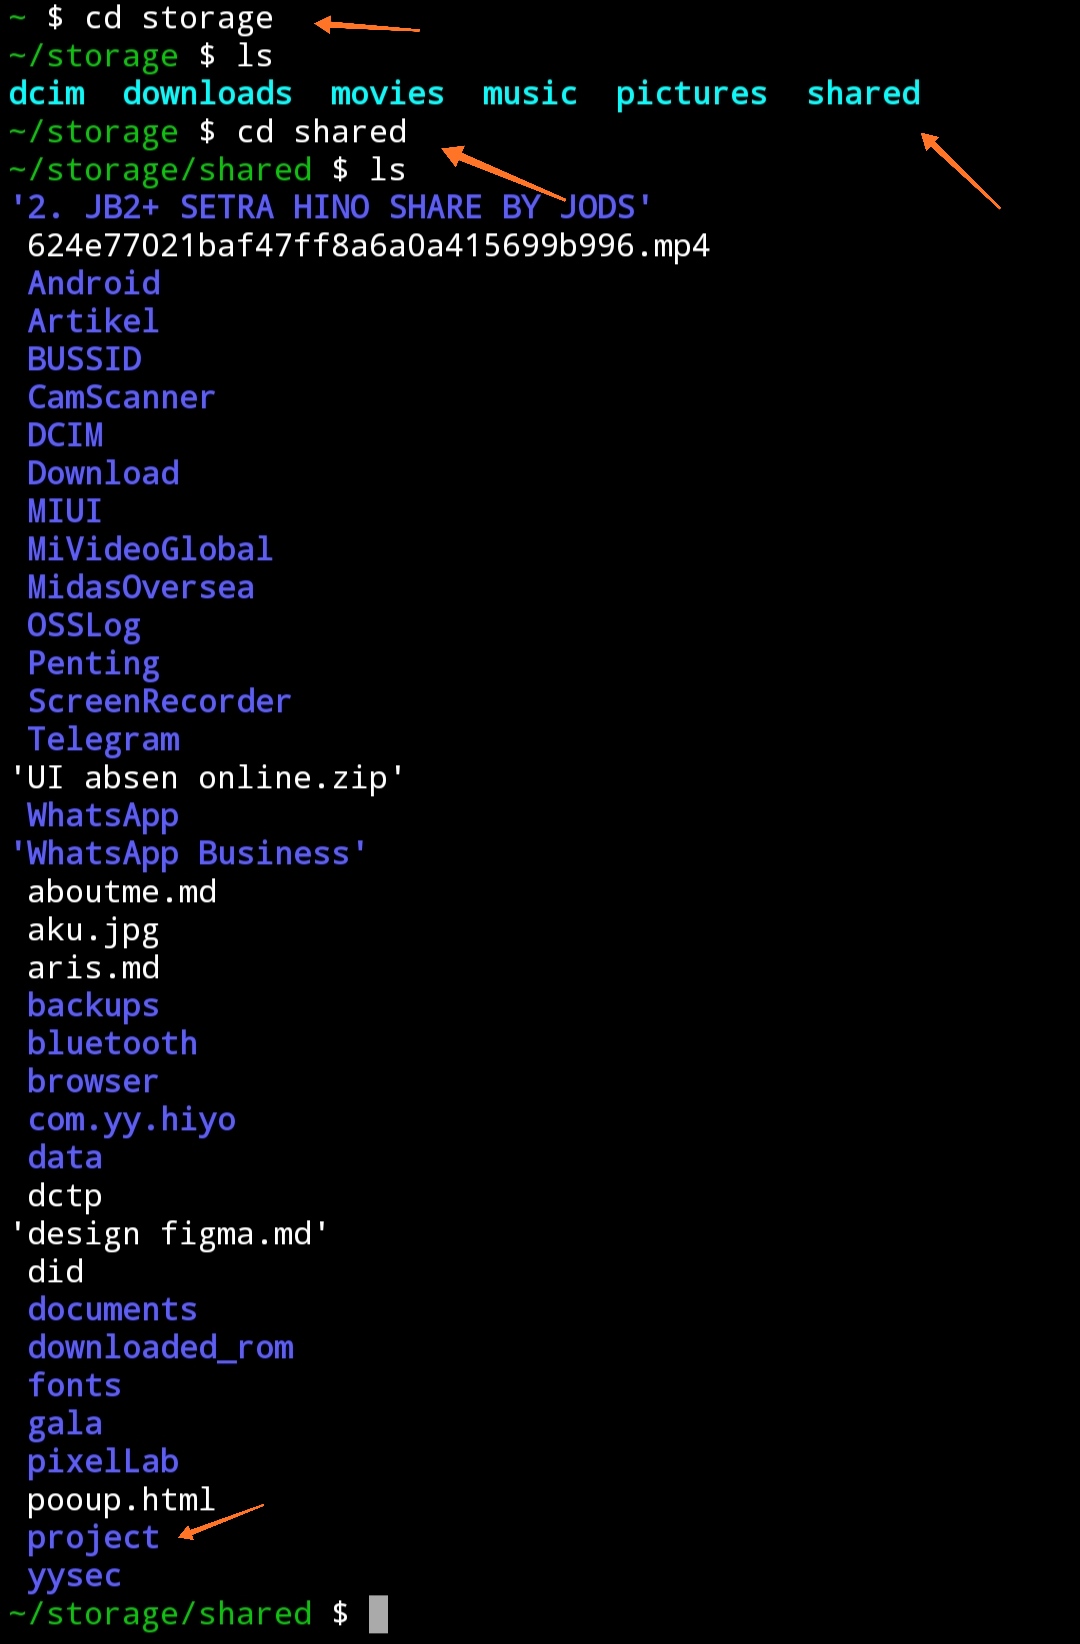 ~ $ cd storage
~/storage $ ls
dcim  downloads  movies  music  pictures  shared
~/storage $ cd shared
~/storage/shared $ ls
'2. JB2+ SETRA HINO SHARE BY JODS'
624e77021baf47ff8a6a0a415699b996.mp4
Android
Artikel
BUSSID
CamScanner
DCIM
Download
MIUI
MiVideoGlobal
MidasOversea
OSSLog
Penting
ScreenRecorder
Telegram
'UI absen online.zip'
WhatsApp
'WhatsApp Business'
aboutme.md
aku.jpg
aris.md
backups
bluetooth
browser
com.yy.hiyo
data
dctp
'design figma.md'
did
documents
downloaded_rom
fonts
gala
pixelLab
pooup.html
project
yysec
~/storage/shared $